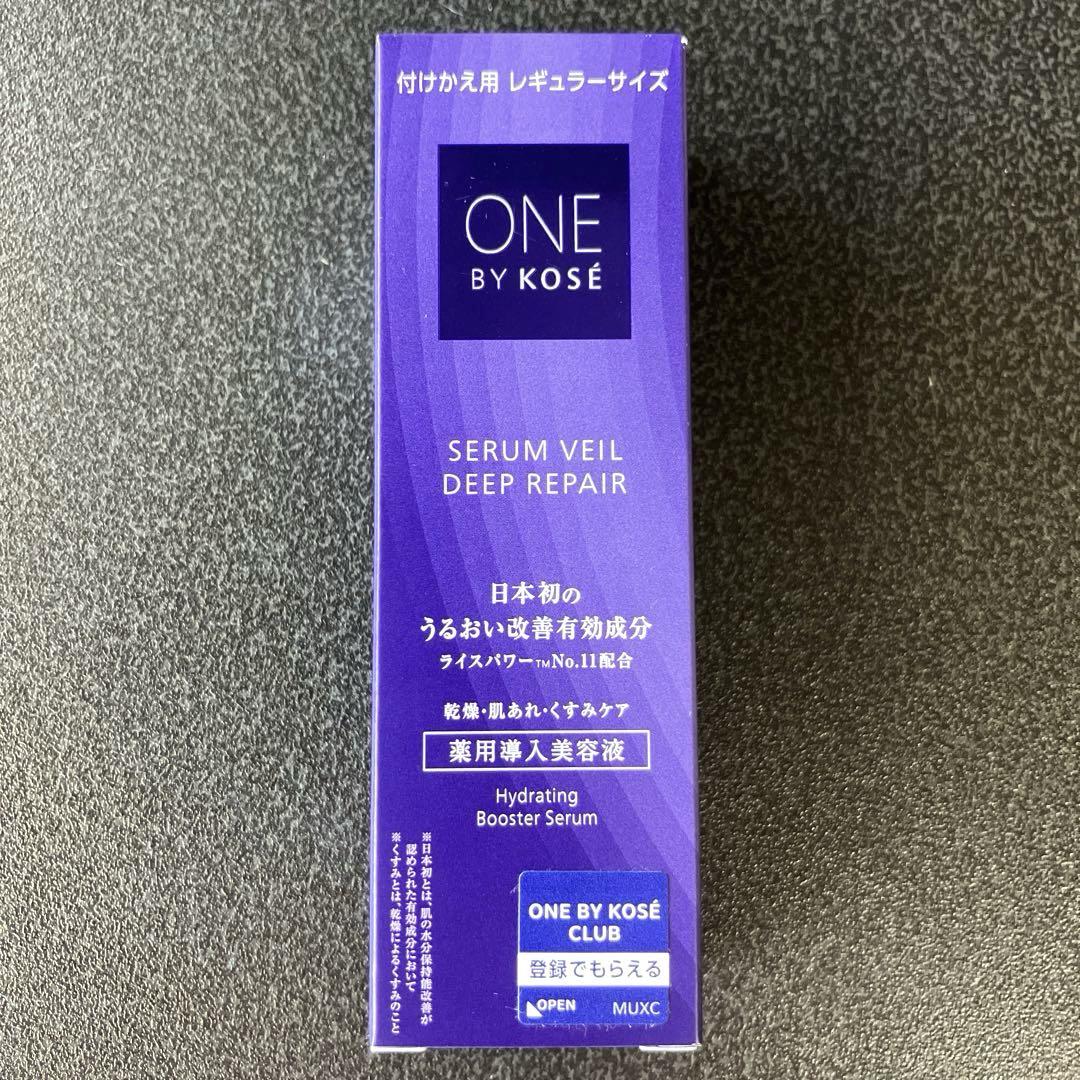 付けかえ用 レギュラーサイズ
ONE
BY KOSÉ
SERUM VEIL
DEEP REPAIR
日本初の
うるおい改善有効成分
ライスパワー™No.11配合
乾燥・肌あれ・くすみケア
薬用導入美容液
Hydrating
Booster Serum
※日本初とは、肌の水分保持能改善が
認められた有効成分において
※くすみとは、乾燥によるくすみのこと
ONE BY KOSÉ
CLUB
登録でもらえる
OPEN MUXC